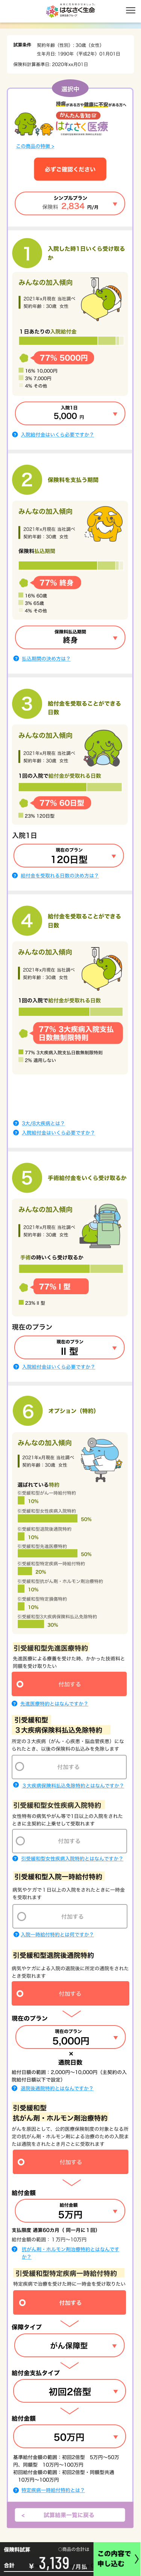 はなさく生命
試算条件
契約年齢（性別）: 30歳（女性）
生年月日: 1990年（平成2年）01月01日
保険料計算基準日: 2020年xx月01日
選択中
持病がある方や健康に不安がある方へ
かんたん告知
はなさく医療
この商品の特徴 >
必ずご確認ください
シンプルプラン
保険料 2,834 円/月
1
入院した時1日いくら受け取る
か
みんなの加入傾向
2021年x月現在 当社調べ
契約年齢 : 30歳 女性
1日あたりの入院給付金
77% 5000円
16% 10,000円
3% 7,000円
4% その他
入院1日
5,000 円
入院給付金はいくら必要ですか？
2
保険料を支払う期間
みんなの加入傾向
2021年x月現在 当社調べ
契約年齢 : 30歳 女性
保険料払込期間
77% 終身
16% 60歳
3% 65歳
4% その他
保険料払込期間
終身
払込期間の決め方は？
3
給付金を受取ることができる
日数
みんなの加入傾向
2021年x月現在 当社調べ
契約年齢 : 30歳 女性
1回の入院で給付金が受取れる日数
77% 60日型
23% 120日型
入院1日
現在のプラン
120日型
給付金を受取れる日数の決め方は？
4
給付金を受取ることができる
日数
みんなの加入傾向
2021年x月現在 当社調べ
契約年齢 : 30歳 女性
1回の入院で給付金が受取れる日数
77% 3大疾病入院支払
日数無制限特則
77% 3大疾病入院支払日数無制限特則
2% 適用しない
3大/8大疾病とは？
入院給付金はいくら必要ですか？
5
手術給付金をいくら受け取るか
みんなの加入傾向
2021年x月現在 当社調べ
契約年齢 : 30歳 女性
手術の時いくら受け取るか
77% I 型
23% II 型
現在のプラン
現在のプラン
II 型
入院給付金はいくら必要ですか？
6
オプション（特約）
みんなの加入傾向
2021年x月現在 当社調べ
契約年齢 : 30歳 女性
選ばれている特約
引受緩和型入院一時給付特約
10%
引受緩和型女性疾病入院特約
50%
引受緩和型退院後通院特約
10%
引受緩和型先進医療特約
50%
引受緩和型特定疾病一時給付特約
20%
引受緩和型抗がん剤・ホルモン剤治療特約
10%
引受緩和型特定損傷特約
10%
引受緩和型3大疾病保険料払込免除特約
30%
引受緩和型先進医療特約
先進医療による療養を受けた時、かかった技術料と
同額を受け取りたい
付加する
先進医療特約とはなんですか？
引受緩和型
３大疾病保険料払込免除特約
所定の３大疾病（がん・心疾患・脳血管疾患）にな
られたとき、以後の保険料の払込みを免除します
付加する
３大疾病保険料払込免除特約とはなんですか？
引受緩和型女性疾病入院特約
女性特有の病気やがん等で1日以上の入院をされた
ときに主契約に上乗せして受取れます
付加する
引受緩和型女性疾病入院特約とはなんですか？
引受緩和型入院一時給付特約
病気やケガで１日以上の入院をされたときに一時金
を受取れます
付加する
入院一時給付特約とは何ですか？
引受緩和型退院後通院特約
病気やケガによる入院の退院後に所定の通院をされた
とき受取れます
付加する
現在のプラン
現在のプラン
5,000円
×
通院日数
給付日額の範囲 : 2,000円〜10,000円（主契約の入
院給付日額以下で設定）
退院後通院特約とはなんですか？
引受緩和型
抗がん剤・ホルモン剤治療特約
がんを原因として、公的医療保険制度の対象となる所
定の抗がん剤・ホルモン剤による治療のため入院また
は通院をされたとき月ごとに受取れます
付加する
給付金額
給付金額
5万円
支払限度 通算60カ月（ 同一月に１回）
給付金額の範囲 : １万円〜10万円
抗がん剤・ホルモン剤治療特約とはなんです
か？
引受緩和型特定疾病一時給付特約
特定疾病で治療を受けた時に一時金を受け取りたい
付加する
保障タイプ
がん保障型
給付金支払タイプ
初回2倍型
給付金額
50万円
基準給付金額の範囲 : 初回2倍型 5万円〜50万
円、同額型 10万円〜100万円
初回給付金額の範囲 : 初回2倍型・同額型共通
10万円〜100万円
特定疾病一時給付特約とは？
< 試算結果一覧に戻る
保険料試算
◇商品の合計は
合計 ￥ 3,139 /月払
この内容で
申し込む